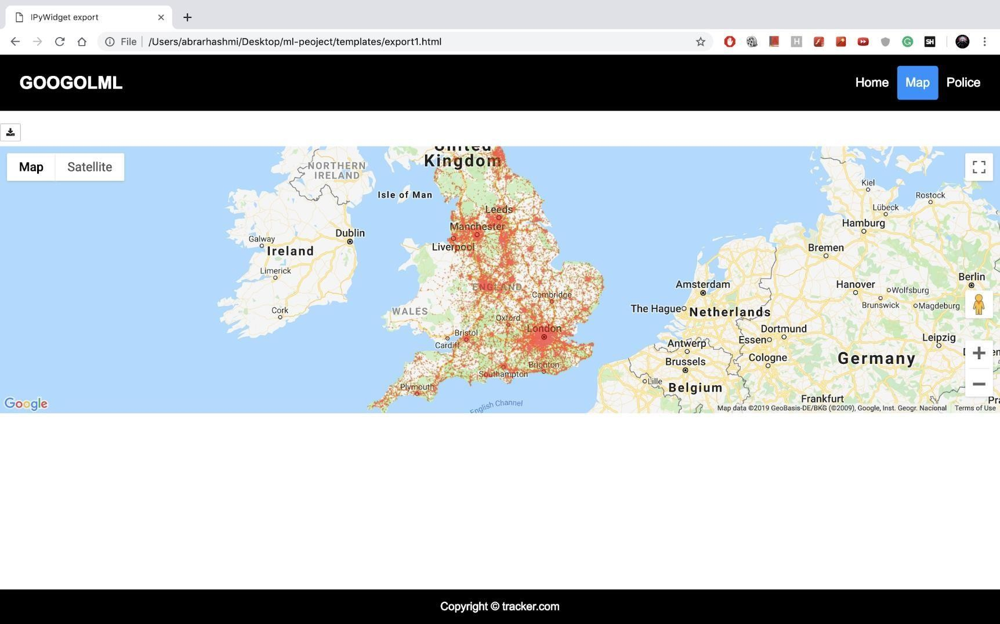 IPyWidget export
File /Users/abrarhashmi/Desktop/ml-peoject/templates/export1.html
H
G
SH
GOOGOLML
Home Map Police
Map Satellite
United
Kingdom
NORTHERN
IRELAND
Isle of Man
Kiel
Rostock
Lübeck
Leeds
Hamburg
Manchester
Dublin
Galway
Liverpool
Ireland
Bremen
Limerick
Berlin
Amsterdam
Hanover
Wolfsburg
ENGLAND
Cambridge
Brunswick
Magdeburg
Cork
WALES
The Hague
Netherlands
Oxford
London
Dortmund
Bristol
Essen
Leipzig
Cardiff
Antwerp
Brussels
Cologne
Germany
Brighton
Southampton
Lille
Belgium
Plymouth
Frankfurt
English Channel
Google
Map data ©2019 GeoBasis-DE/BKG (©2009), Google, Inst. Geogr. Nacional Terms of Use
Copyright © tracker.com